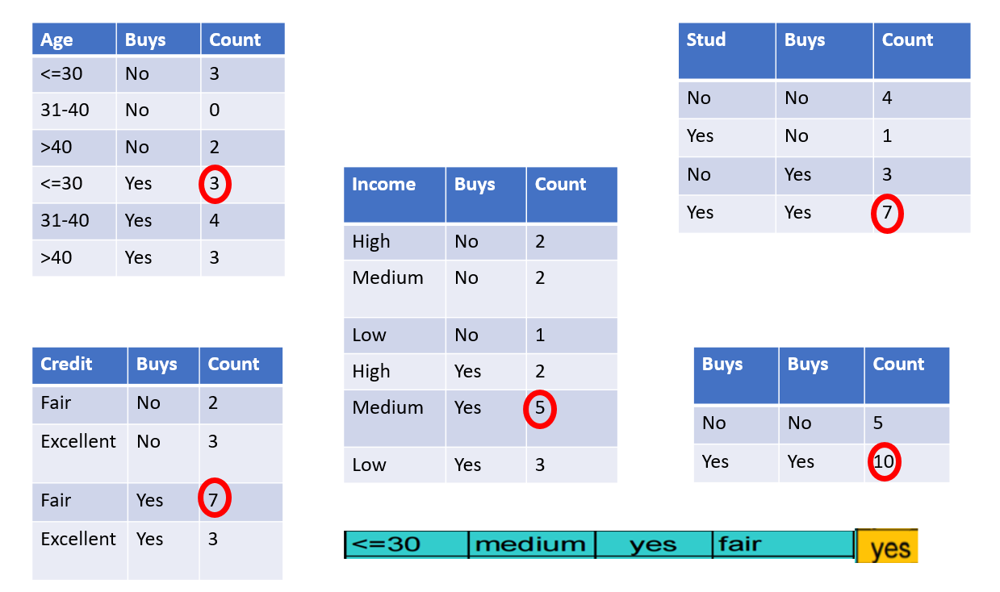 Age Buys Count
<=30 No 3
31-40 No 0
>40 No 2
<=30 Yes 3
31-40 Yes 4
>40 Yes 3
Stud Buys Count
No No 4
Yes No 1
No Yes 3
Yes Yes 7
Income Buys Count
High No 2
Medium No 2
Low No 1
High Yes 2
Medium Yes 5
Low Yes 3
Credit Buys Count
Fair No 2
Excellent No 3
Fair Yes 7
Excellent Yes 3
Buys Buys Count
No No 5
Yes Yes 10
<=30 medium yes fair yes